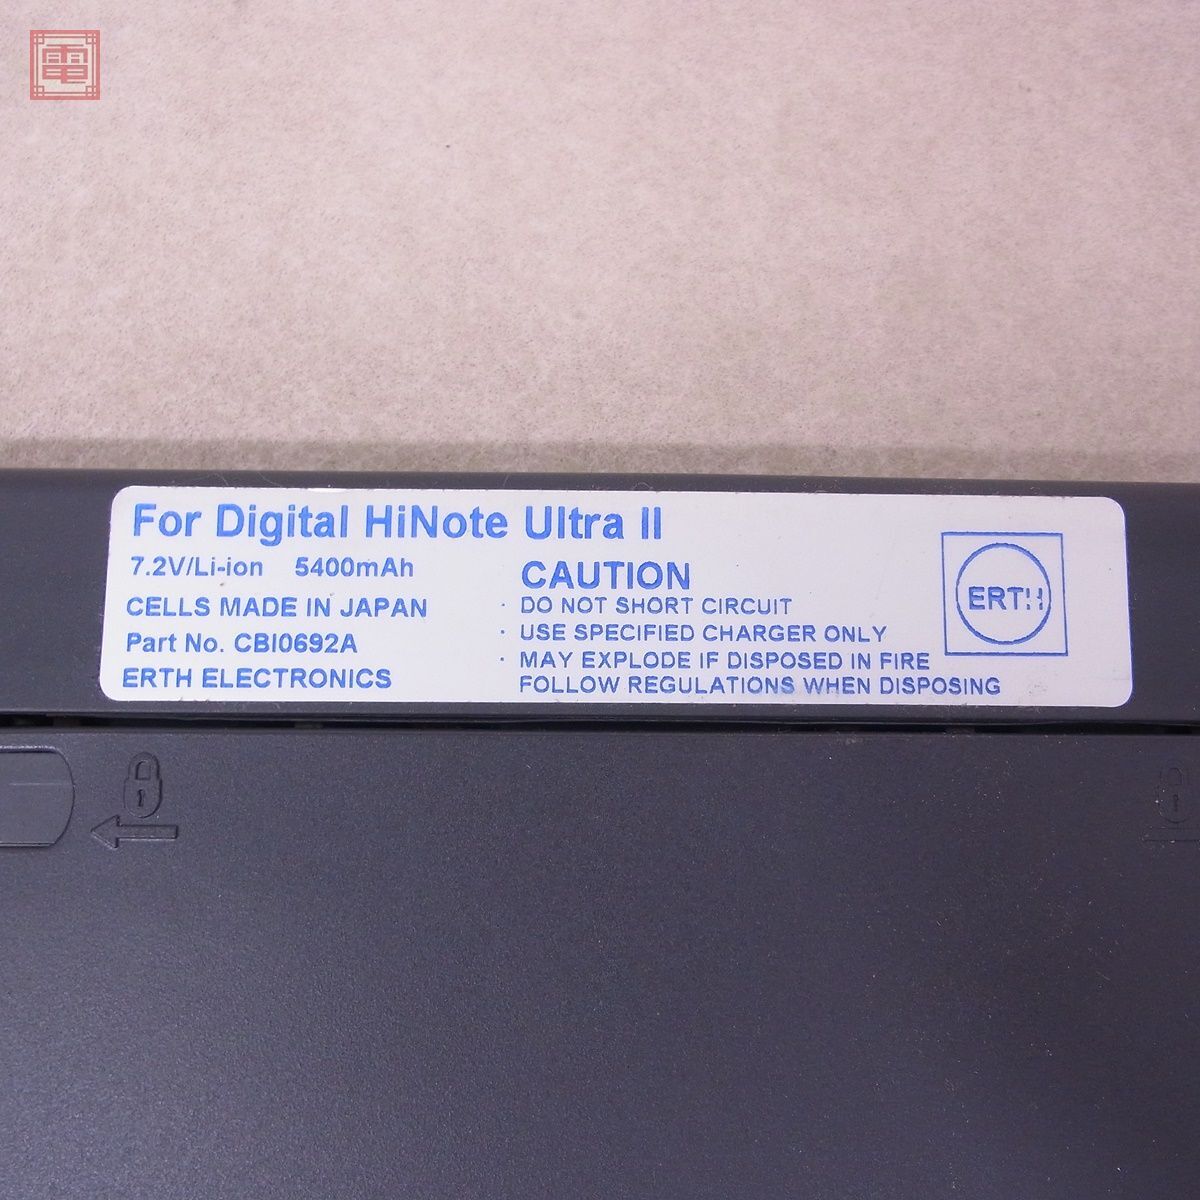 電
For Digital HiNote Ultra II
7.2V/Li-ion 5400mAh
CELLS MADE IN JAPAN
Part No. CBI0692A
ERTH ELECTRONICS
CAUTION
· DO NOT SHORT CIRCUIT
· USE SPECIFIED CHARGER ONLY
· MAY EXPLODE IF DISPOSED IN FIRE
FOLLOW REGULATIONS WHEN DISPOSING
ERTH